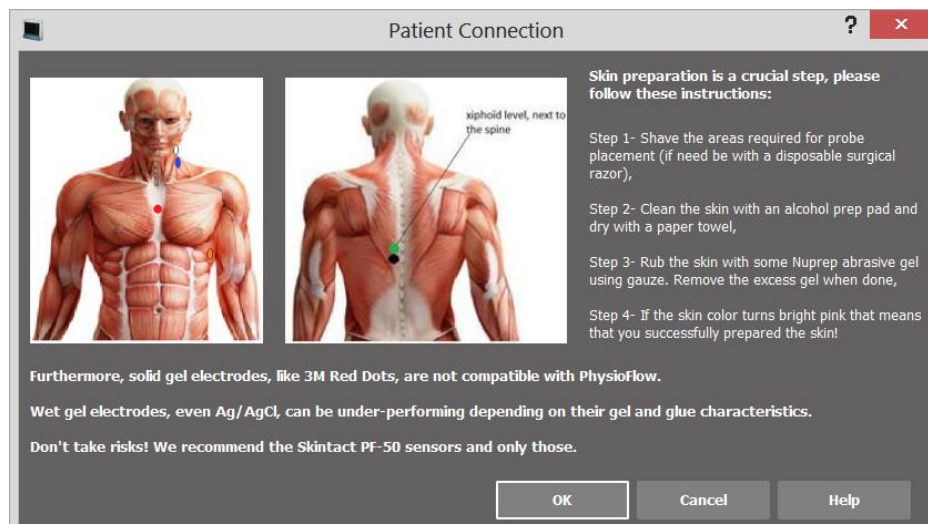 Patient Connection
?
xiphoïd level, next to
the spine
Skin preparation is a crucial step, please
follow these instructions:
Step 1- Shave the areas required for probe
placement (if need be with a disposable surgical
razor),
Step 2- Clean the skin with an alcohol prep pad and
dry with a paper towel,
Step 3- Rub the skin with some Nuprep abrasive gel
using gauze. Remove the excess gel when done,
Step 4- If the skin color turns bright pink that means
that you successfully prepared the skin!
Furthermore, solid gel electrodes, like 3M Red Dots, are not compatible with PhysioFlow.
Wet gel electrodes, even Ag/AgCl, can be under-performing depending on their gel and glue characteristics.
Don't take risks! We recommend the Skintact PF-50 sensors and only those.
OK
Cancel
Help